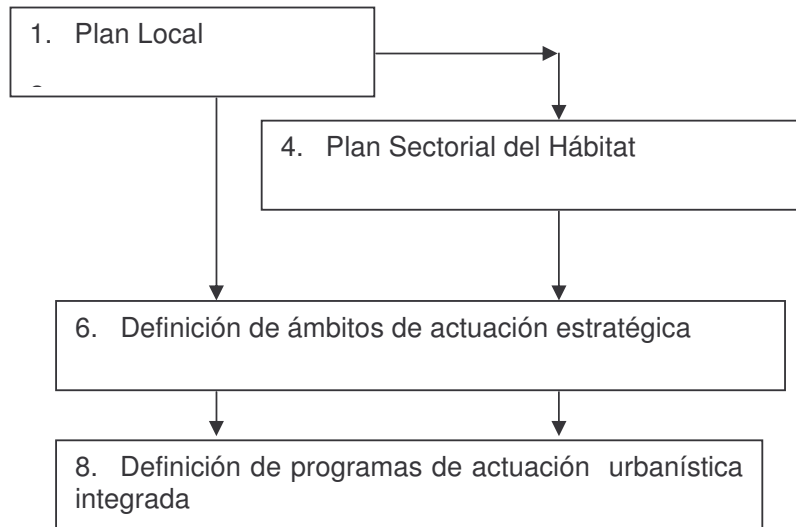 1. Plan Local
4. Plan Sectorial del Hábitat
6. Definición de ámbitos de actuación estratégica
8. Definición de programas de actuación urbanística
integrada